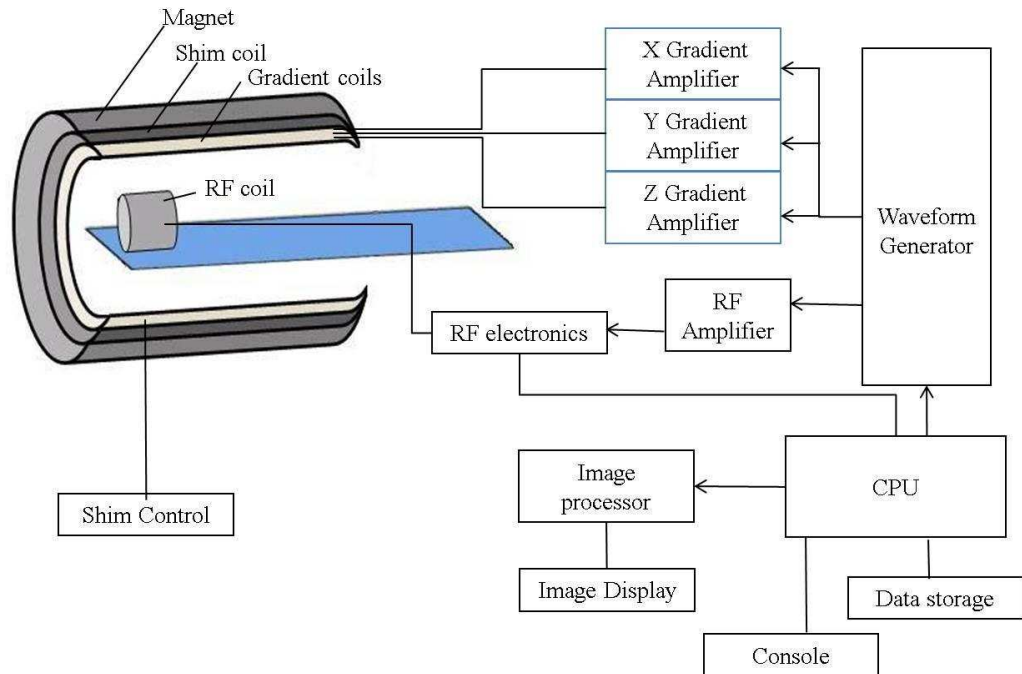 Magnet
Shim coil
Gradient coils
RF coil
X Gradient
Amplifier
Y Gradient
Amplifier
Z Gradient
Amplifier
Waveform
Generator
RF
Amplifier
RF electronics
Image
processor
CPU
Shim Control
Image Display
Data storage
Console